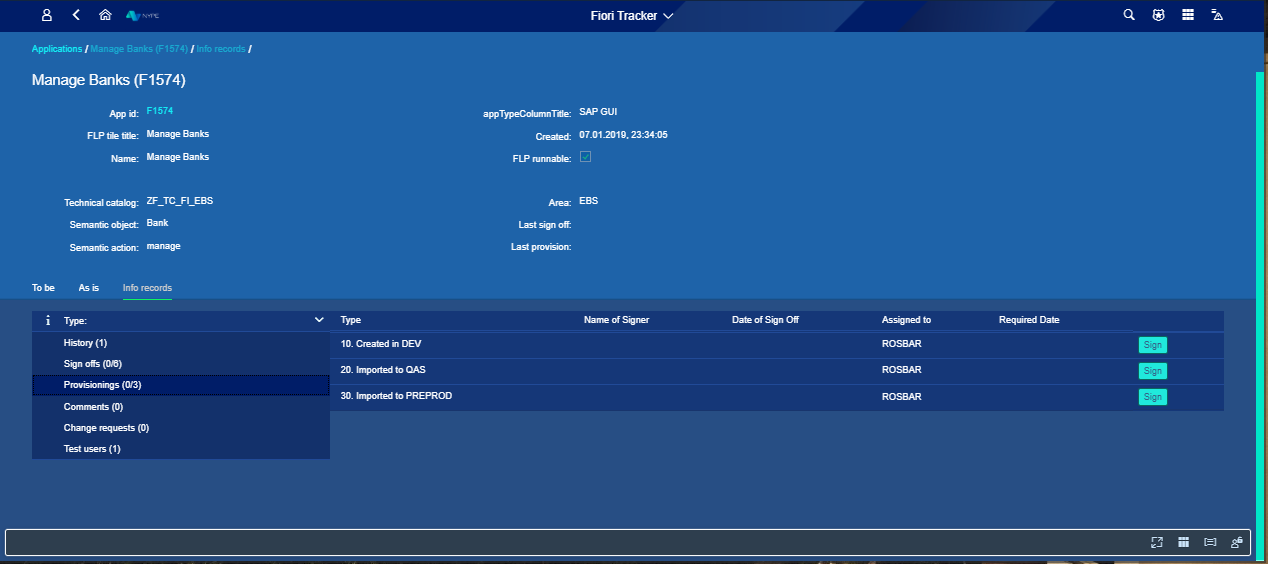 NYPE
Fiori Tracker
Applications / Manage Banks (F1574) / Info records /
Manage Banks (F1574)
App id: F1574
appTypeColumnTitle: SAP GUI
FLP tile title: Manage Banks
Created: 07.01.2019, 23:34:05
Name: Manage Banks
FLP runnable:
Technical catalog: ZF_TC_FI_EBS
Area: EBS
Semantic object: Bank
Last sign off:
Semantic action: manage
Last provision:
To be As is Info records
i Type:
History (1)
Sign offs (0/6)
Provisionings (0/3)
Comments (0)
Change requests (0)
Test users (1)
Type Name of Signer Date of Sign Off Assigned to Required Date
10. Created in DEV ROSBAR Sign
20. Imported to QAS ROSBAR Sign
30. Imported to PREPROD ROSBAR Sign